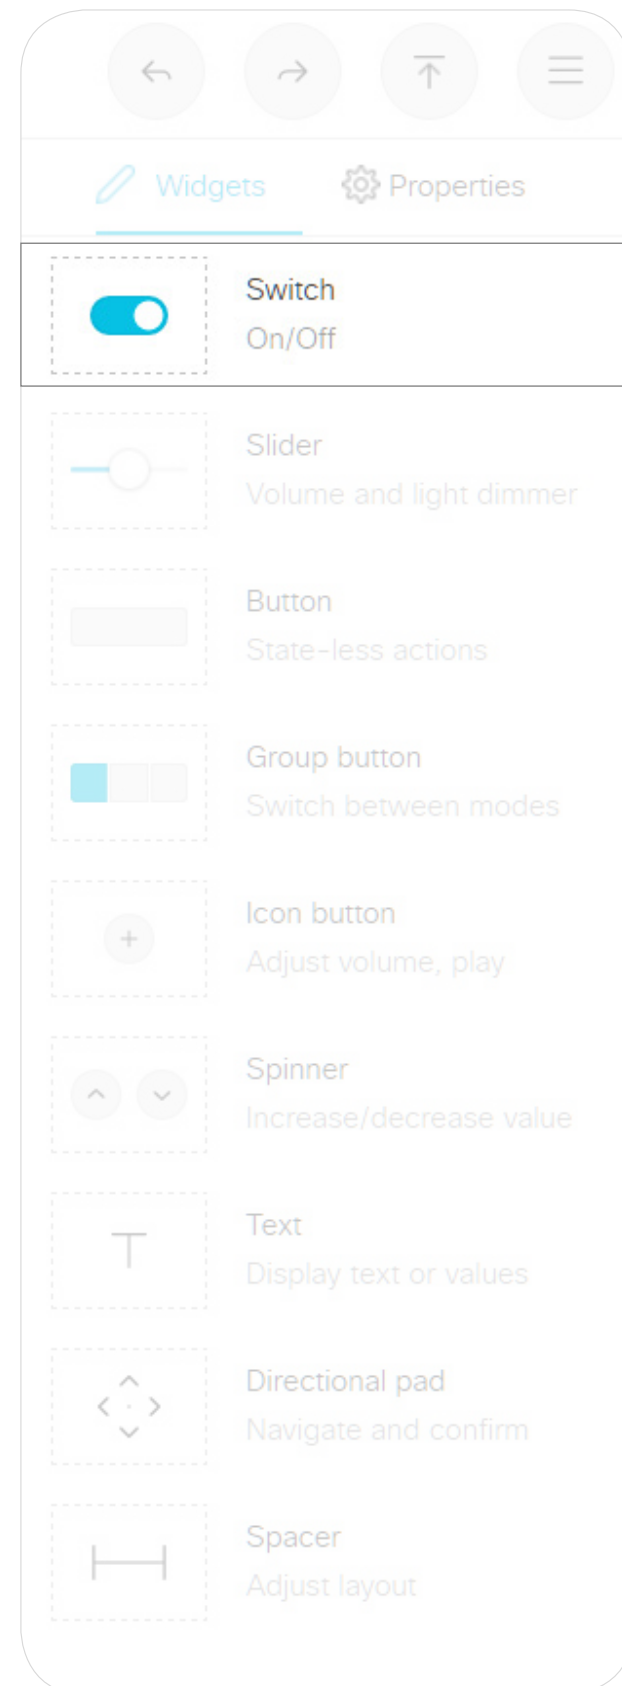 Widgets
Properties
Switch
On/Off
Slider
Volume and light dimmer
Button
State-less actions
Group button
Switch between modes
Icon button
Adjust volume, play
Spinner
Increase/decrease value
Text
Display text or values
Directional pad
Navigate and confirm
Spacer
Adjust layout